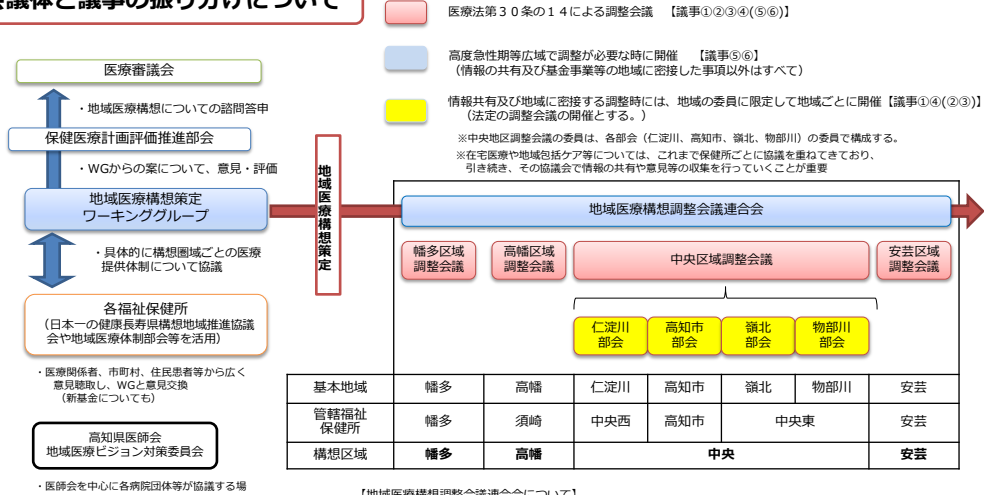 会議体と議事の振り分けについて
医療法第30条の14による調整会議　【議事①②③④(⑤⑥)】
高度急性期等広域で調整が必要な時に開催　【議事⑤⑥】
（情報の共有及び基金事業等の地域に密接した事項以外はすべて）
情報共有及び地域に密接する調整時には、地域の委員に限定して地域ごとに開催【議事①④(②③)】
（法定の調整会議の開催とする。）
※中央地区調整会議の委員は、各部会（仁淀川、高知市、嶺北、物部川）の委員で構成する。
※在宅医療や地域包括ケア等については、これまで保健所ごとに協議を重ねてきており、
引き続き、その協議会で情報の共有や意見等の収集を行っていくことが重要
医療審議会
・地域医療構想についての諮問答申
保健医療計画評価推進部会
・WGからの案について、意見・評価
地域医療構想策定
ワーキンググループ
・具体的に構想圏域ごとの医療
提供体制について協議
各福祉保健所
（日本一の健康長寿県構想地域推進協議
会や地域医療体制部会等を活用）
・医療関係者、市町村、住民患者等から広く
意見聴取し、WGと意見交換
（新基金についても）
高知県医師会
地域医療ビジョン対策委員会
・医師会を中心に各病院団体等が協議する場
地域医療構想策定
地域医療構想調整会議連合会
幡多区域
調整会議
高幡区域
調整会議
中央区域調整会議
安芸区域
調整会議
仁淀川
部会
高知市
部会
嶺北
部会
物部川
部会
基本地域　幡多　高幡　仁淀川　高知市　嶺北　物部川　安芸
管轄福祉
保健所　幡多　須崎　中央西　高知市　中央東　安芸
構想区域　幡多　高幡　中央　安芸
【地域医療構想調整会議連合会について】